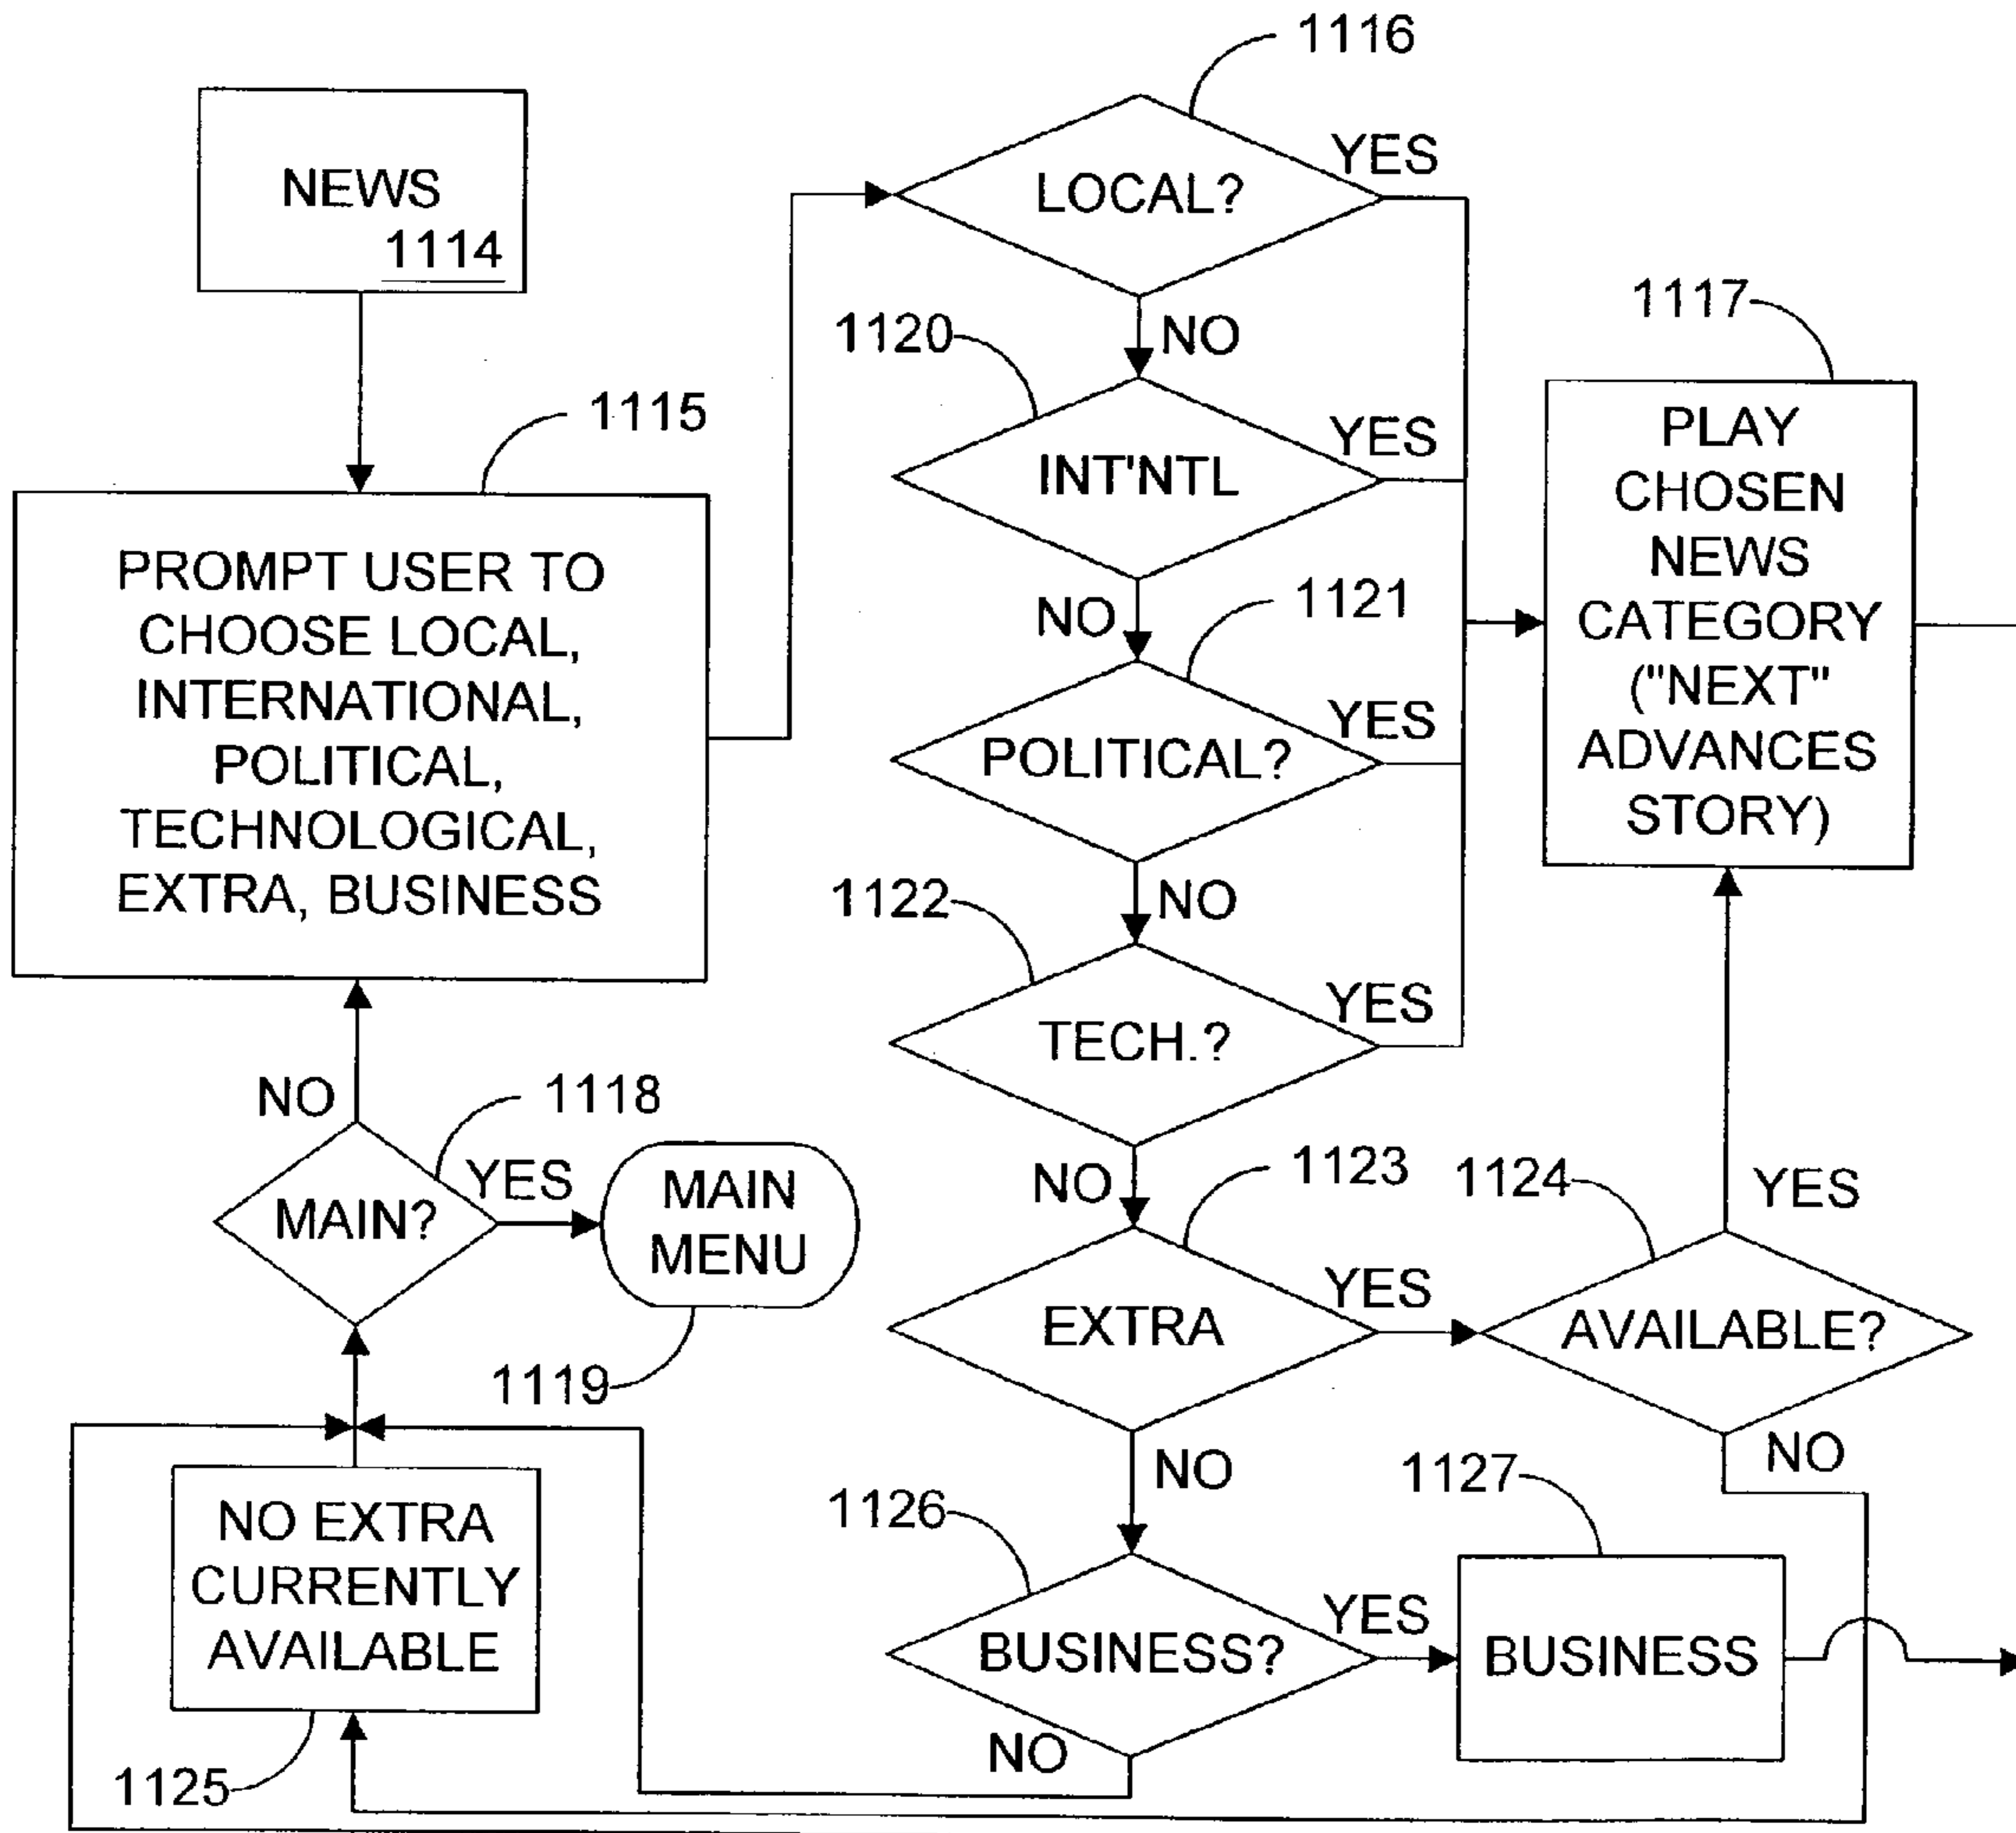 1116
NEWS
1114
LOCAL?
YES
NO
1120
INT'NTL
YES
NO
1117
PLAY
CHOSEN
NEWS
CATEGORY
("NEXT"
ADVANCES
STORY)
1115
PROMPT USER TO
CHOOSE LOCAL,
INTERNATIONAL,
POLITICAL,
TECHNOLOGICAL,
EXTRA, BUSINESS
1121
POLITICAL?
YES
NO
1122
TECH.?
YES
NO
NO
1118
MAIN?
YES
MAIN
MENU
1119
1123
EXTRA
YES
NO
1124
AVAILABLE?
YES
NO
NO EXTRA
CURRENTLY
AVAILABLE
1125
1126
BUSINESS?
YES
NO
1127
BUSINESS